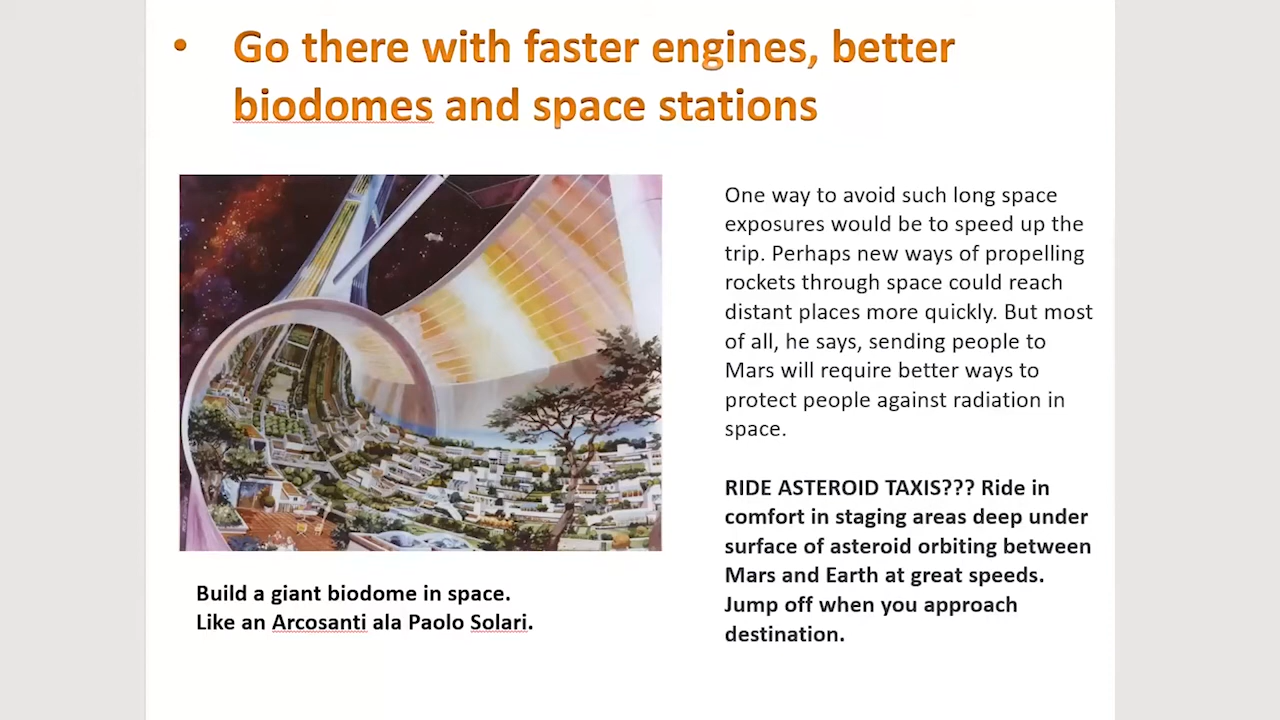 • Go there with faster engines, better
biodomes and space stations
One way to avoid such long space
exposures would be to speed up the
trip. Perhaps new ways of propelling
rockets through space could reach
distant places more quickly. But most
of all, he says, sending people to
Mars will require better ways to
protect people against radiation in
space.
RIDE ASTEROID TAXIS??? Ride in
comfort in staging areas deep under
surface of asteroid orbiting between
Mars and Earth at great speeds.
Jump off when you approach
destination.
Build a giant biodome in space.
Like an Arcosanti ala Paolo Solari.